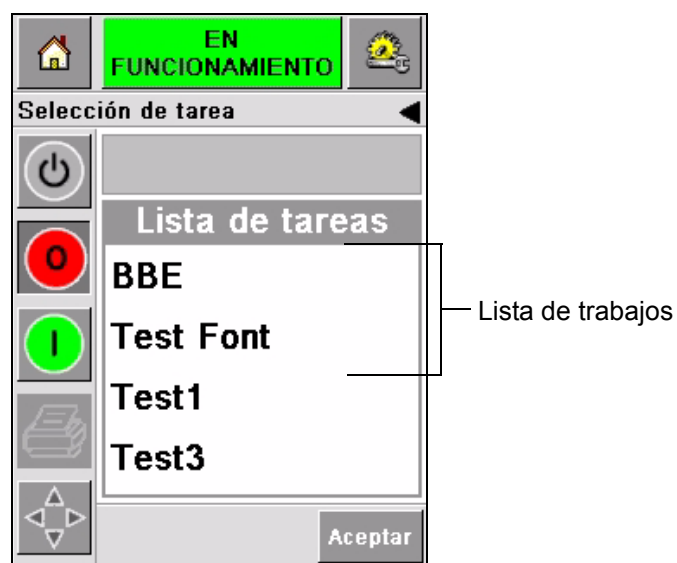 EN
FUNCIONAMIENTO
Selección de tarea
Lista de tareas
O
BBE
Test Font
I
Test1
Test3
Aceptar
Lista de trabajos